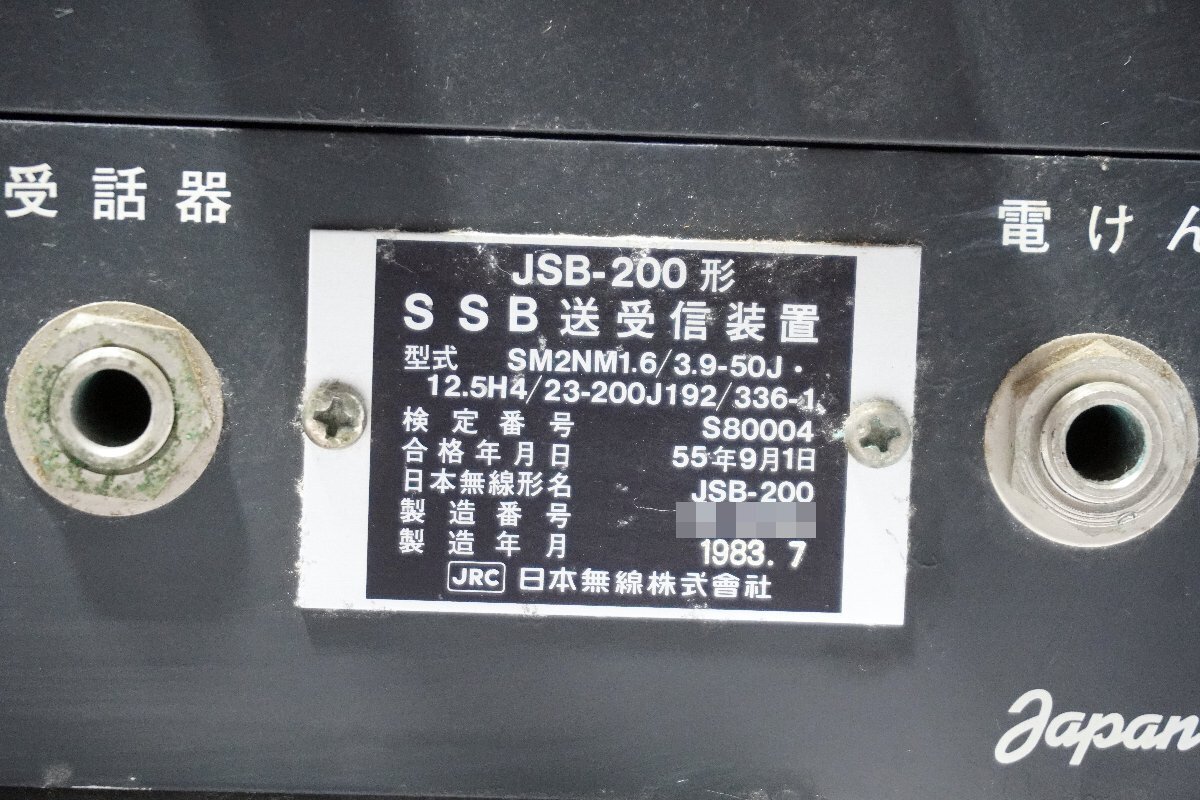 受話器
電けん
JSB-200形
SSB送受信装置
型式 SM2NM1.6/3.9-50J・
12.5H4/23-200J192/336-1
検定番号 S80004
合格年月日 55年9月1日
日本無線形名 JSB-200
製造番号
製造年月 1983.7
JRC 日本無線株式會社
Japan